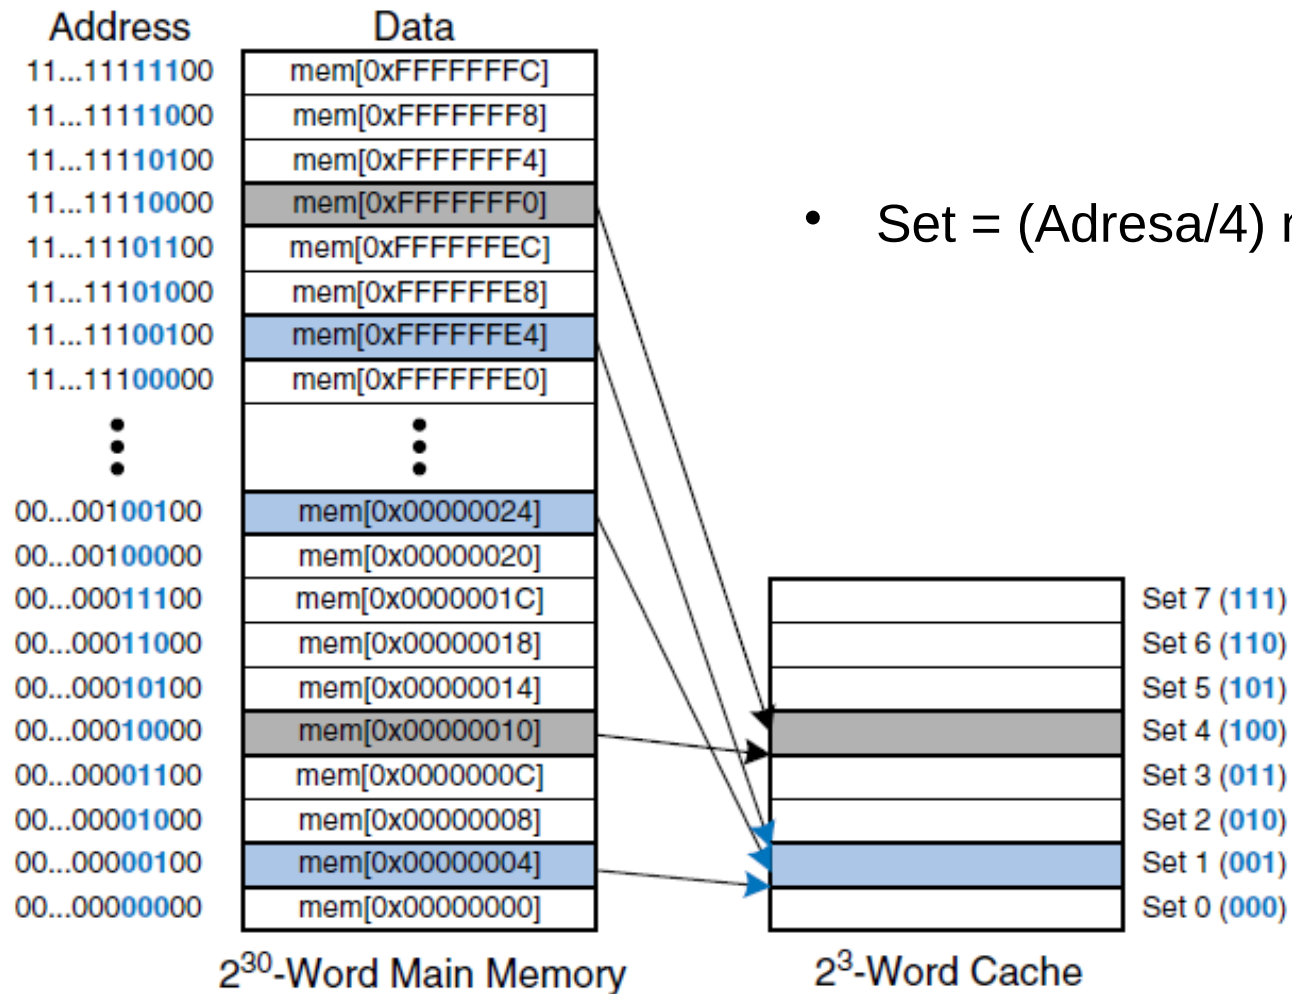 Address Data
11...11111100 mem[0xFFFFFFFC]
11...11111000 mem[0xFFFFFFF8]
11...11110100 mem[0xFFFFFFF4]
11...11110000 mem[0xFFFFFFF0]
• Set = (Adresa/4)
11...11101100 mem[0xFFFFFFEC]
11...11101000 mem[0xFFFFFFE8]
11...11100100 mem[0xFFFFFFE4]
11...11100000 mem[0xFFFFFFE0]
00...00100100 mem[0x00000024]
00...00100000 mem[0x00000020]
00...00011100 mem[0x0000001C] Set 7 (111)
00...00011000 mem[0x00000018] Set 6 (110)
00...00010100 mem[0x00000014] Set 5 (101)
00...00010000 mem[0x00000010] Set 4 (100)
00...00001100 mem[0x0000000C] Set 3 (011)
00...00001000 mem[0x00000008] Set 2 (010)
00...00000100 mem[0x00000004] Set 1 (001)
00...00000000 mem[0x00000000] Set 0 (000)
2³⁰-Word Main Memory 2³-Word Cache